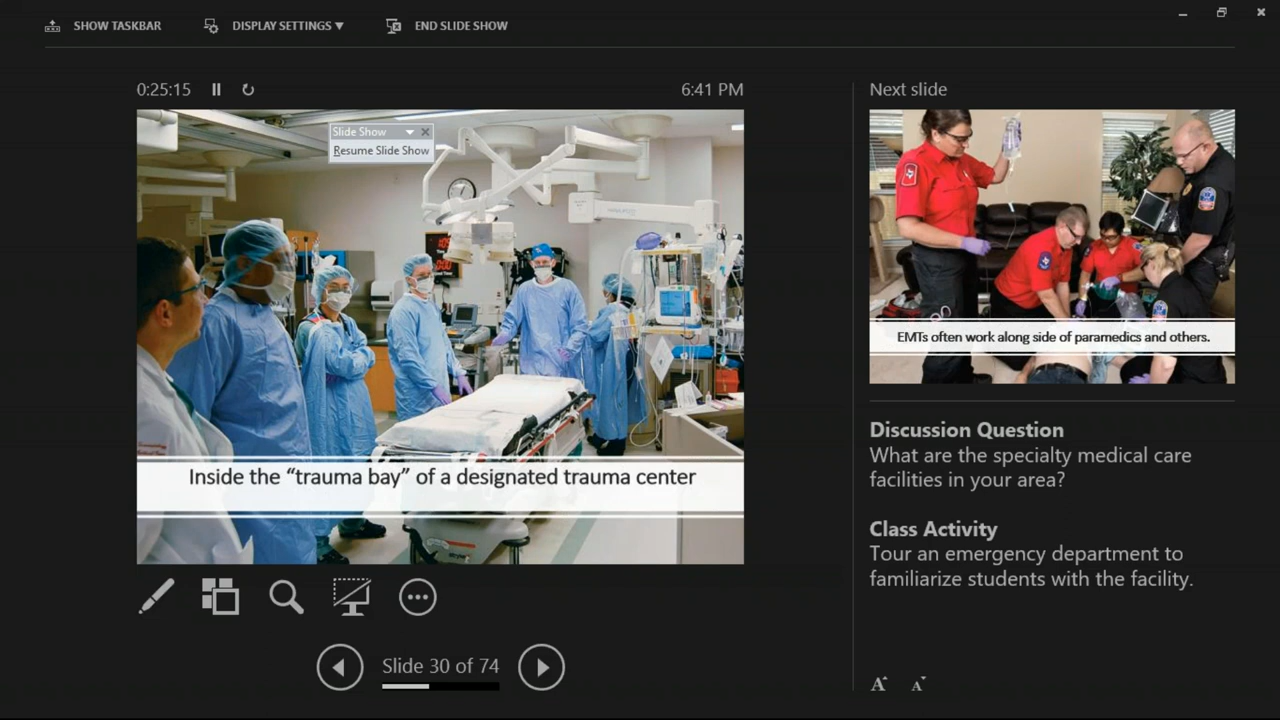 SHOW TASKBAR
DISPLAY SETTINGS ▼
END SLIDE SHOW
0:25:15
6:41 PM
Slide Show
Resume Slide Show
Inside the “trauma bay” of a designated trauma center
Slide 30 of 74
Next slide
EMTs often work along side of paramedics and others.
Discussion Question
What are the specialty medical care
facilities in your area?
Class Activity
Tour an emergency department to
familiarize students with the facility.
A A